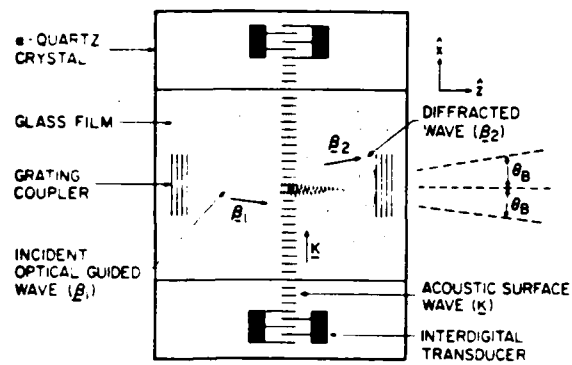 α-QUARTZ
CRYSTAL
GLASS FILM
GRATING
COUPLER
INCIDENT
OPTICAL GUIDED
WAVE (β₁)
β₁
β₂
K
x̂
ẑ
DIFFRACTED
WAVE (β2)
θB
θB
ACOUSTIC SURFACE
WAVE (K)
INTERDIGITAL
TRANSDUCER